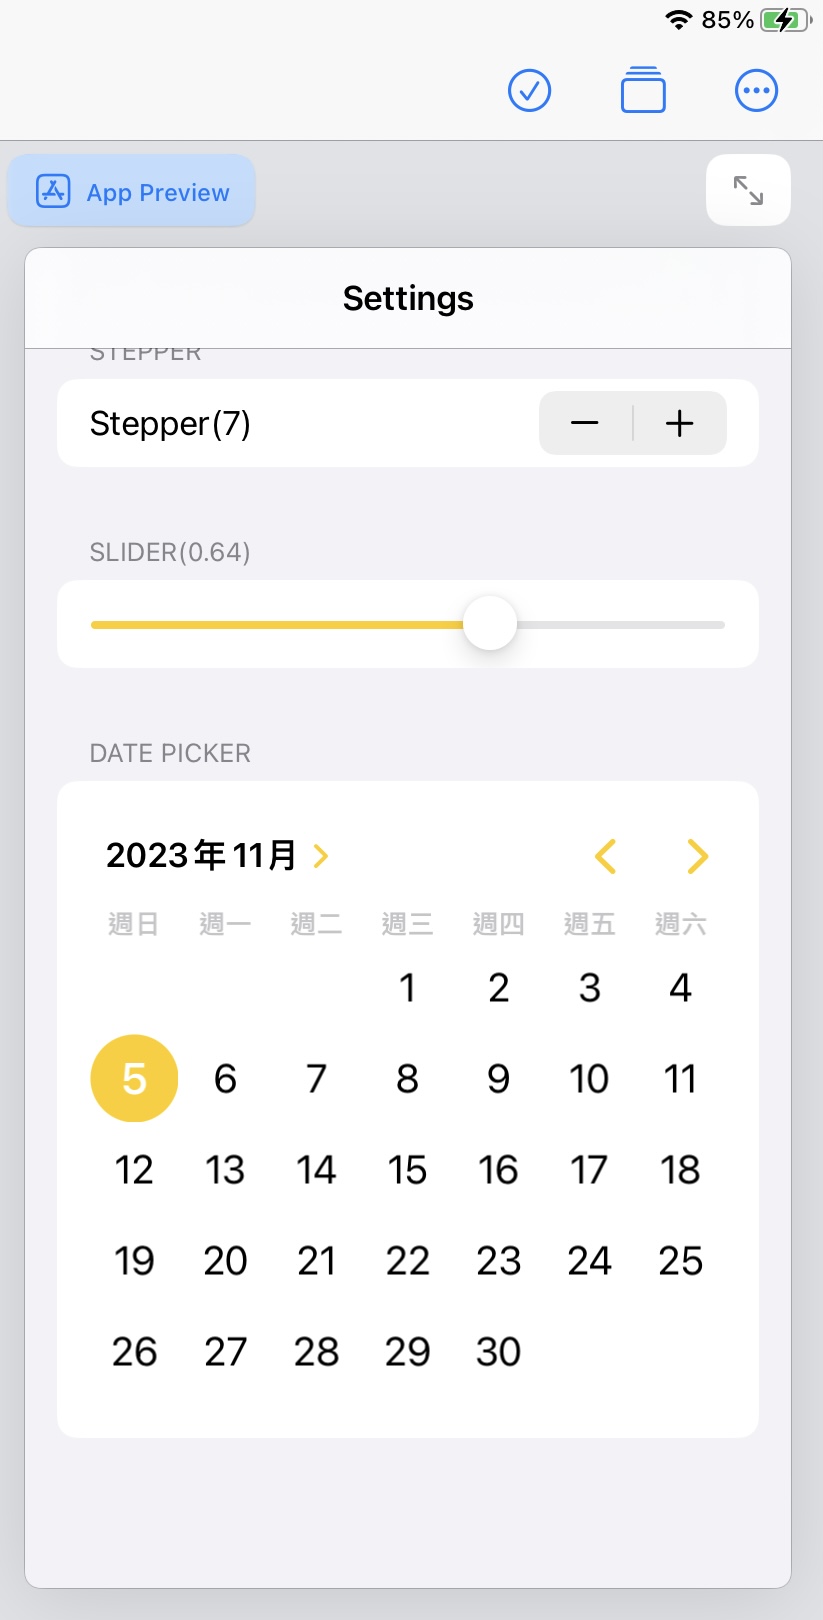 85%
App Preview
Settings
STEPPER
Stepper(7)
SLIDER(0.64)
DATE PICKER
2023年11月
週日 週一 週二 週三 週四 週五 週六
1 2 3 4
5 6 7 8 9 10 11
12 13 14 15 16 17 18
19 20 21 22 23 24 25
26 27 28 29 30